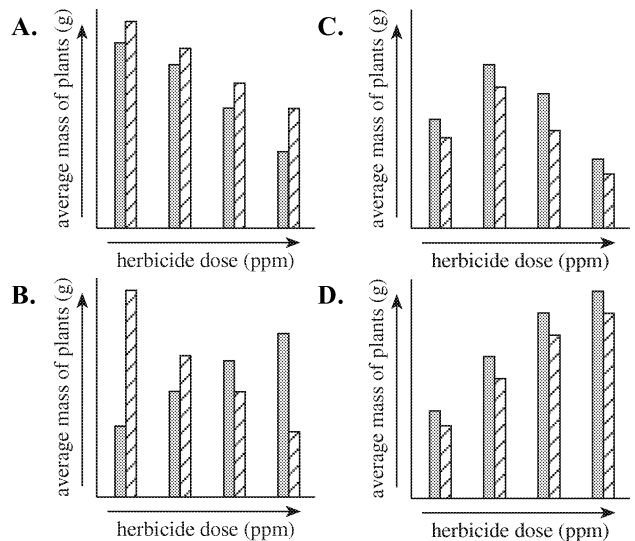 A.
average mass of plants (g)
herbicide dose (ppm)
C.
average mass of plants (g)
herbicide dose (ppm)
B.
average mass of plants (g)
herbicide dose (ppm)
D.
average mass of plants (g)
herbicide dose (ppm)